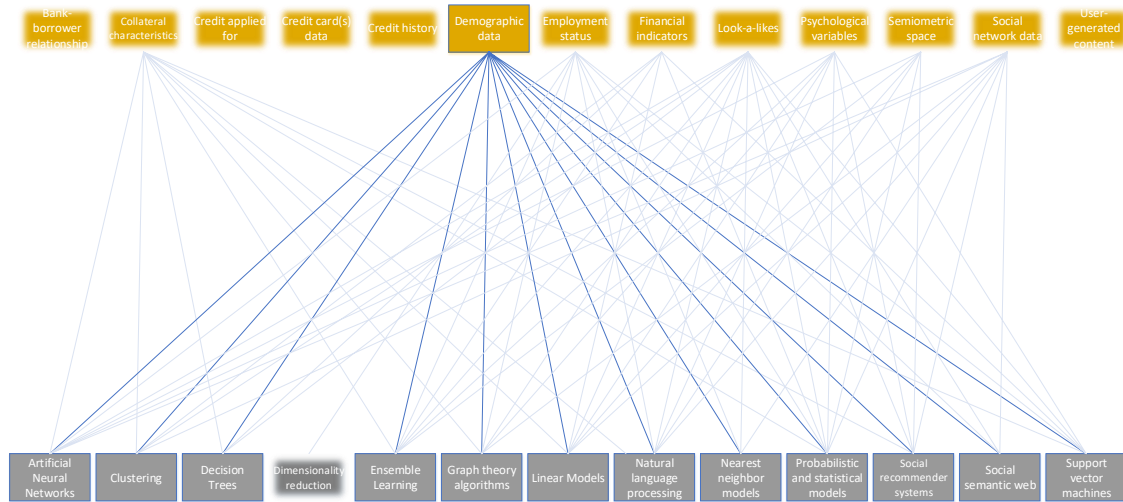 Bank-
borrower
relationship
Collateral
characteristics
Credit applied
for
Credit card(s)
data
Credit history
Demographic
data
Employment
status
Financial
indicators
Look-a-likes
Psychological
variables
Semiometric
space
Social
network data
User-
generated
content
Artificial
Neural
Networks
Clustering
Decision
Trees
Dimensionality
reduction
Ensemble
Learning
Graph theory
algorithms
Linear Models
Natural
language
processing
Nearest
neighbor
models
Probabilistic
and statistical
models
Social
recommender
systems
Social
semantic web
Support
vector
machines